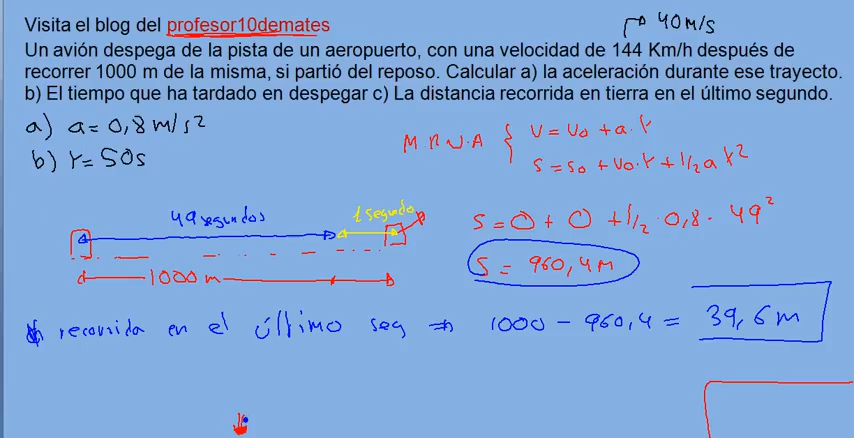 Visita el blog del profesor10demates
40 M/S
Un avión despega de la pista de un aeropuerto, con una velocidad de 144 Km/h después de
recorrer 1000 m de la misma, si partió del reposo. Calcular a) la aceleración durante ese trayecto.
b) El tiempo que ha tardado en despegar c) La distancia recorrida en tierra en el último segundo.
a) a = 0,8 m/s²
b) t = 50s
M R U A { V = V0 + a · t
S = S0 + V0 · t + 1/2 a t²
49 segundos
1 segundo
1000 m
S = 0 + 0 + 1/2 · 0,8 · 49²
S = 960,4 M
recorrida en el último seg ⇒ 1000 - 960,4 = 39,6 m